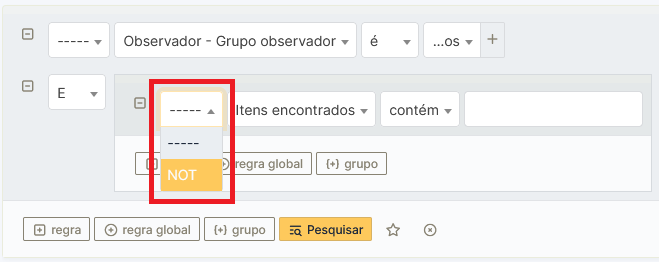 ----- Observador - Grupo observador é ...os +
E
----- Itens encontrados contém
-----
regra global (+) grupo
NOT
regra regra global (+) grupo Pesquisar